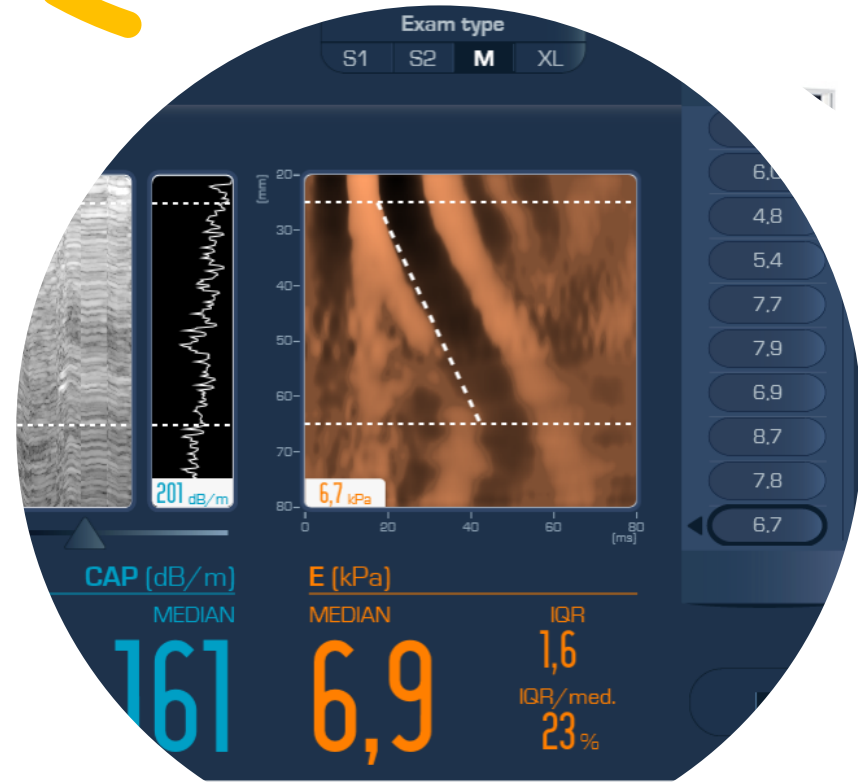 Exam type
S1 S2 M XL
[mm]
20
30
40
50
60
70
80
201 dB/m
6,7 kPa
0 20 40 60 80
[ms]
4,8
5,4
7,7
7,9
6,9
8,7
7,8
6,7
CAP (dB/m)
MEDIAN
161
E (kPa)
MEDIAN
6,9
IQR
1,6
IQR/med.
23 %